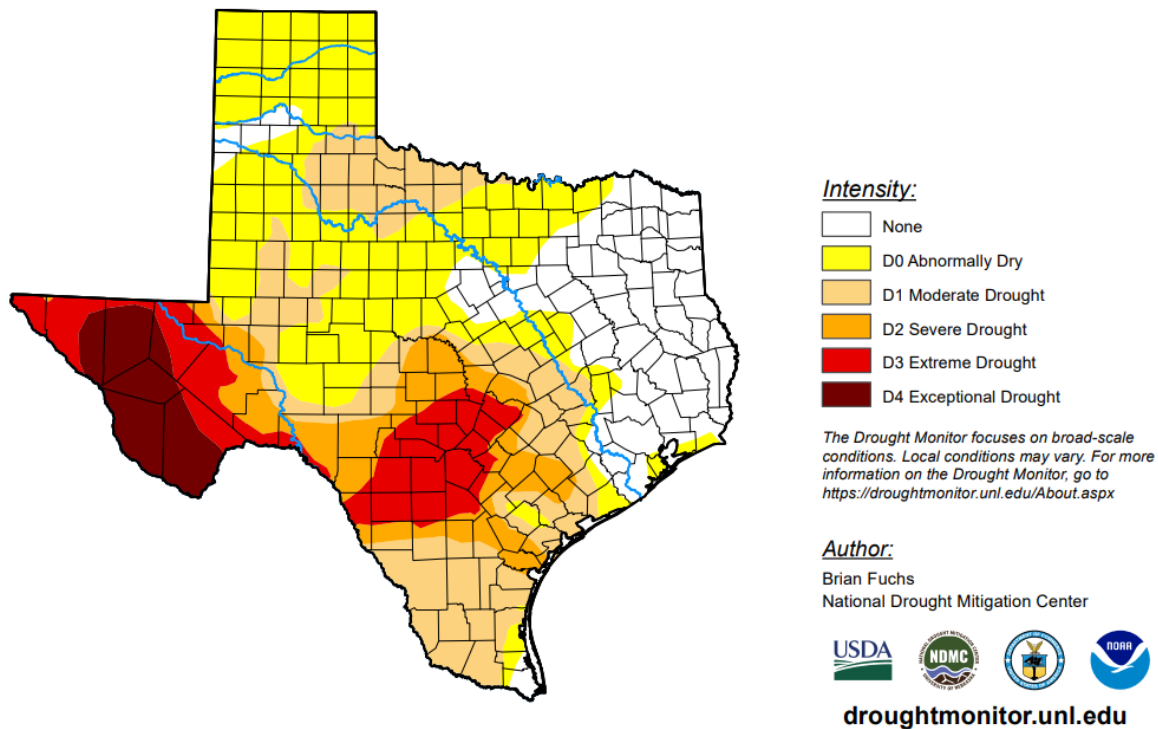 Intensity:
None
D0 Abnormally Dry
D1 Moderate Drought
D2 Severe Drought
D3 Extreme Drought
D4 Exceptional Drought
The Drought Monitor focuses on broad-scale
conditions. Local conditions may vary. For more
information on the Drought Monitor, go to
https://droughtmonitor.unl.edu/About.aspx
Author:
Brian Fuchs
National Drought Mitigation Center
USDA
NDMC
NOAA
droughtmonitor.unl.edu